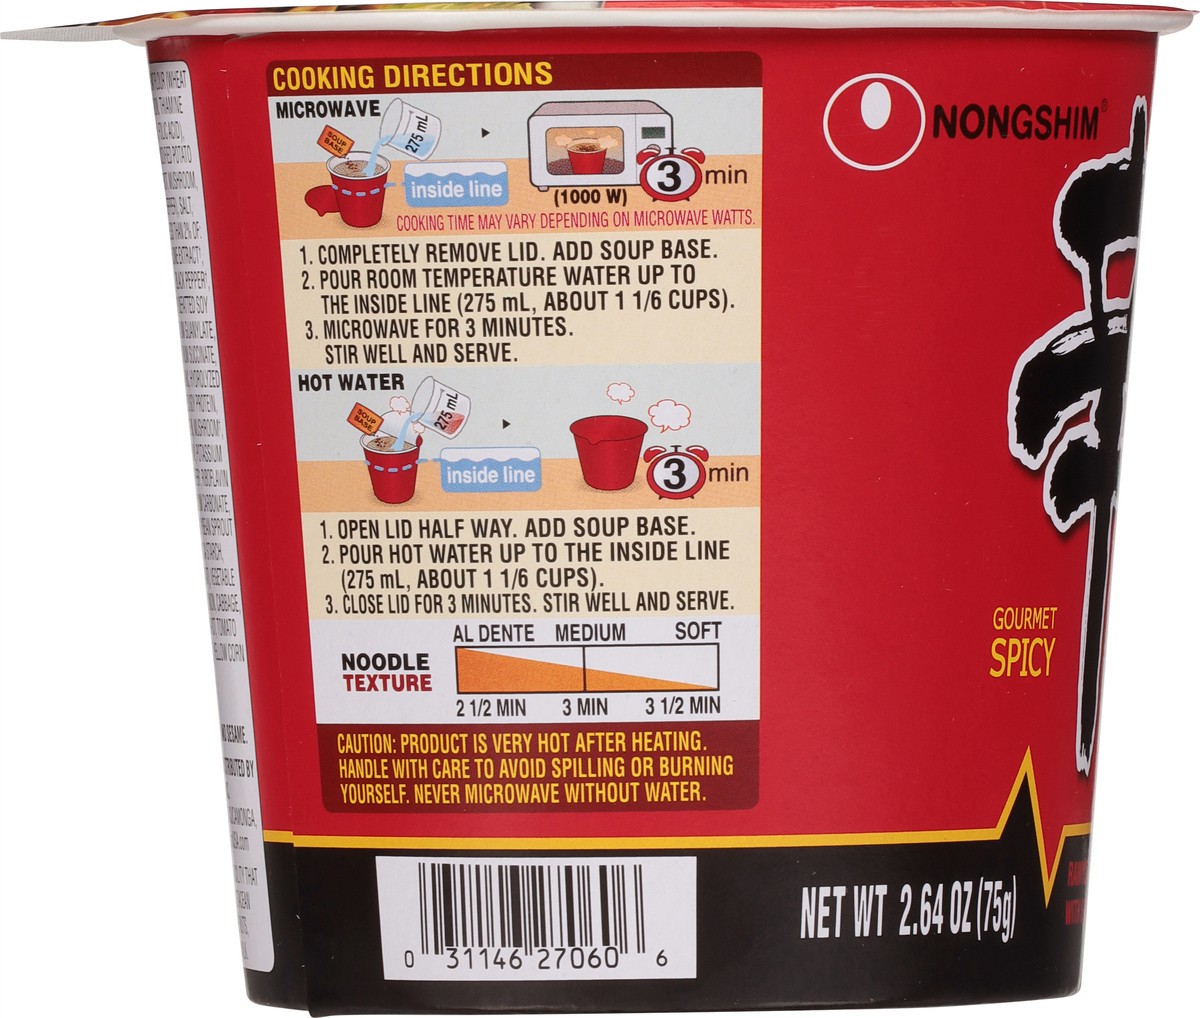 COOKING DIRECTIONS
MICROWAVE
SOUP BASE
275 mL
inside line
(1000 W)
3 min
COOKING TIME MAY VARY DEPENDING ON MICROWAVE WATTS.
1. COMPLETELY REMOVE LID. ADD SOUP BASE.
2. POUR ROOM TEMPERATURE WATER UP TO
THE INSIDE LINE (275 mL, ABOUT 1 1/6 CUPS).
3. MICROWAVE FOR 3 MINUTES.
STIR WELL AND SERVE.
HOT WATER
SOUP BASE
275 mL
inside line
3 min
1. OPEN LID HALF WAY. ADD SOUP BASE.
2. POUR HOT WATER UP TO THE INSIDE LINE
(275 mL, ABOUT 1 1/6 CUPS).
3. CLOSE LID FOR 3 MINUTES. STIR WELL AND SERVE.
AL DENTE MEDIUM SOFT
NOODLE
TEXTURE
2 1/2 MIN 3 MIN 3 1/2 MIN
CAUTION: PRODUCT IS VERY HOT AFTER HEATING.
HANDLE WITH CARE TO AVOID SPILLING OR BURNING
YOURSELF. NEVER MICROWAVE WITHOUT WATER.
0 31146 27060 6
NONGSHIM®
GOURMET
SPICY
NET WT 2.64 OZ (75g)